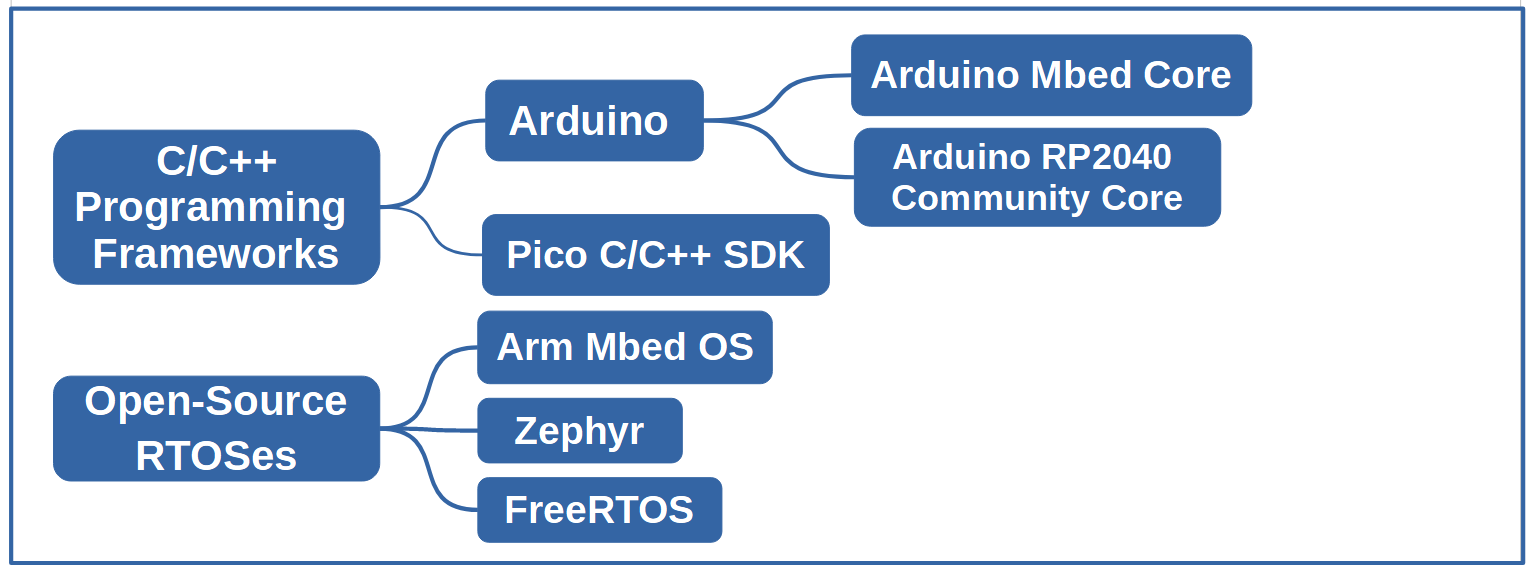 C/C++
Programming
Frameworks
Arduino
Arduino Mbed Core
Arduino RP2040
Community Core
Pico C/C++ SDK
Open-Source
RTOSes
Arm Mbed OS
Zephyr
FreeRTOS